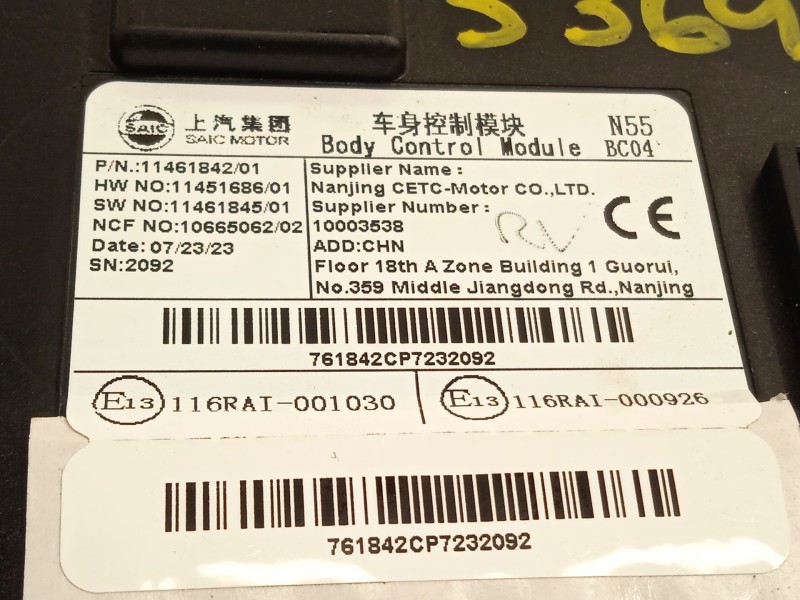 5369
SAIC 上汽集团
SAIC MOTOR
车身控制模块
Body Control Module
N55
BC04
P/N.:11461842/01
HW NO:11451686/01
SW NO:11461845/01
NCF NO:10665062/02
Date: 07/23/23
SN:2092
Supplier Name :
Nanjing CETC-Motor CO.,LTD.
Supplier Number :
10003538
ADD:CHN
Floor 18th A Zone Building 1 Guorui,
No.359 Middle Jiangdong Rd.,Nanjing
RV
CE
761842CP7232092
E13 116RAI-001030
E13 116RAI-000926
761842CP7232092